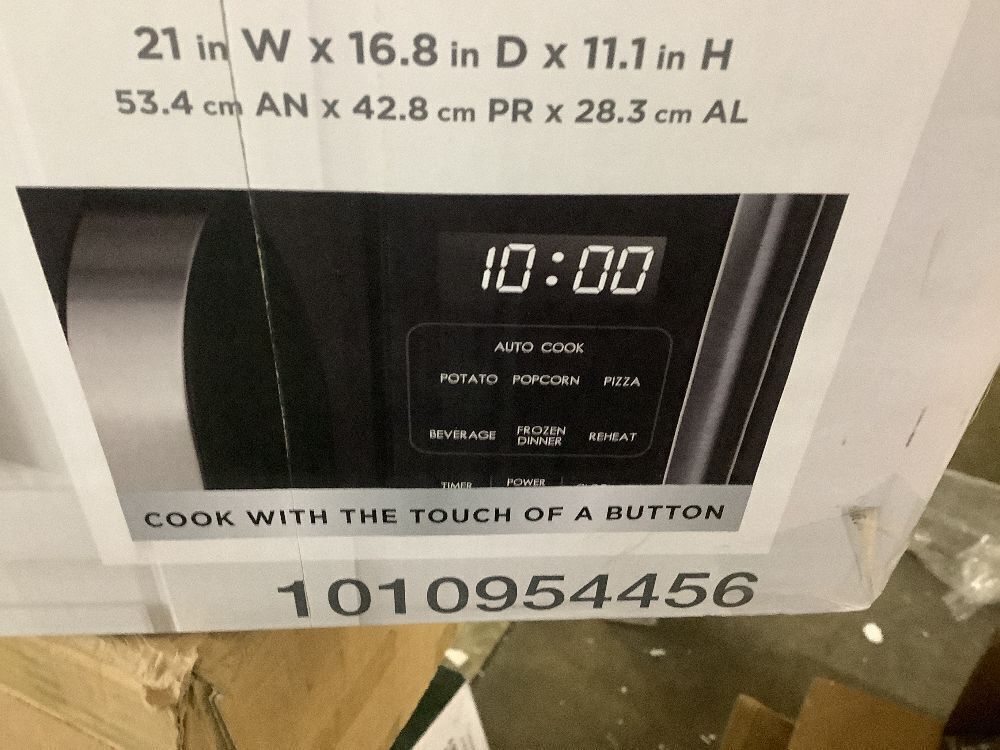 21 in W x 16.8 in D x 11.1 in H
53.4 cm AN x 42.8 cm PR x 28.3 cm AL
10:00
AUTO COOK
POTATO POPCORN PIZZA
BEVERAGE FROZEN DINNER REHEAT
TIMER POWER
COOK WITH THE TOUCH OF A BUTTON
1010954456